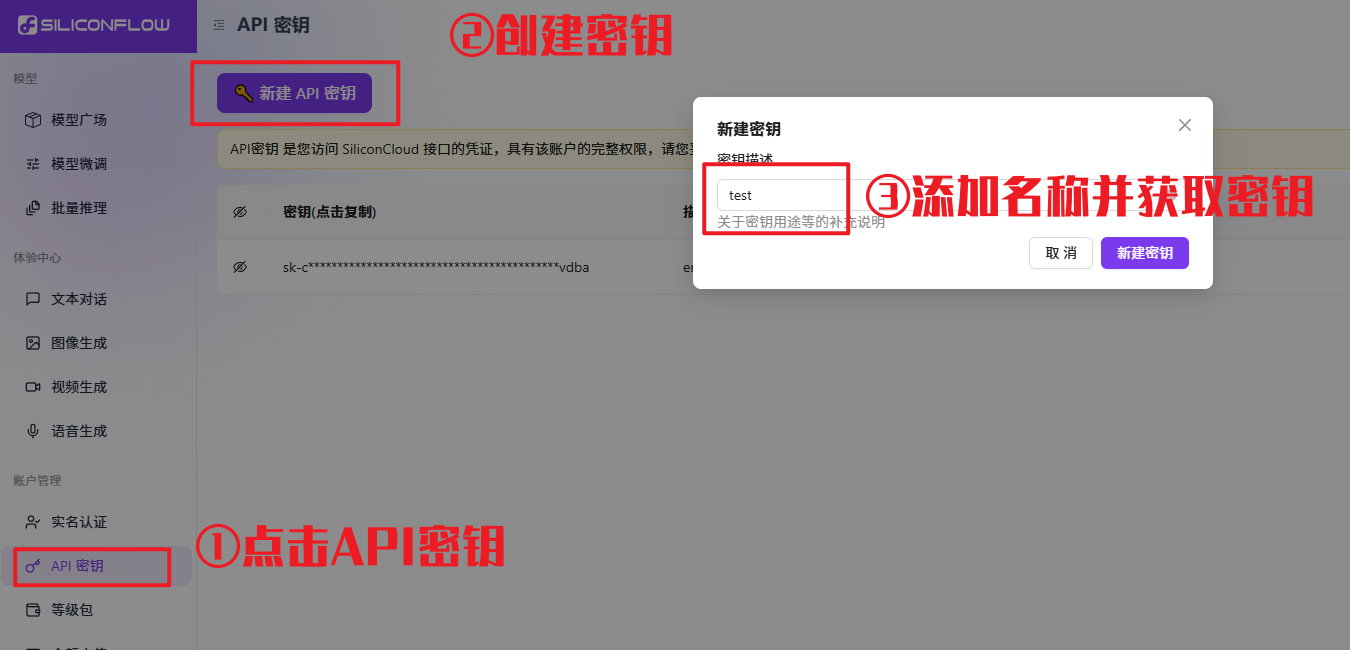 SILICONFLOW
API 密钥
②创建密钥
模型
模型广场
模型微调
批量推理
体验中心
文本对话
图像生成
视频生成
语音生成
账户管理
实名认证
API 密钥
等级包
①点击API密钥
新建 API 密钥
API密钥 是您访问 SiliconCloud 接口的凭证，具有该账户的完整权限，请您
密钥(点击复制)
sk-c*******************************************vdba
新建密钥
密钥描述
test
③添加名称并获取密钥
关于密钥用途等的补充说明
取 消
新建密钥